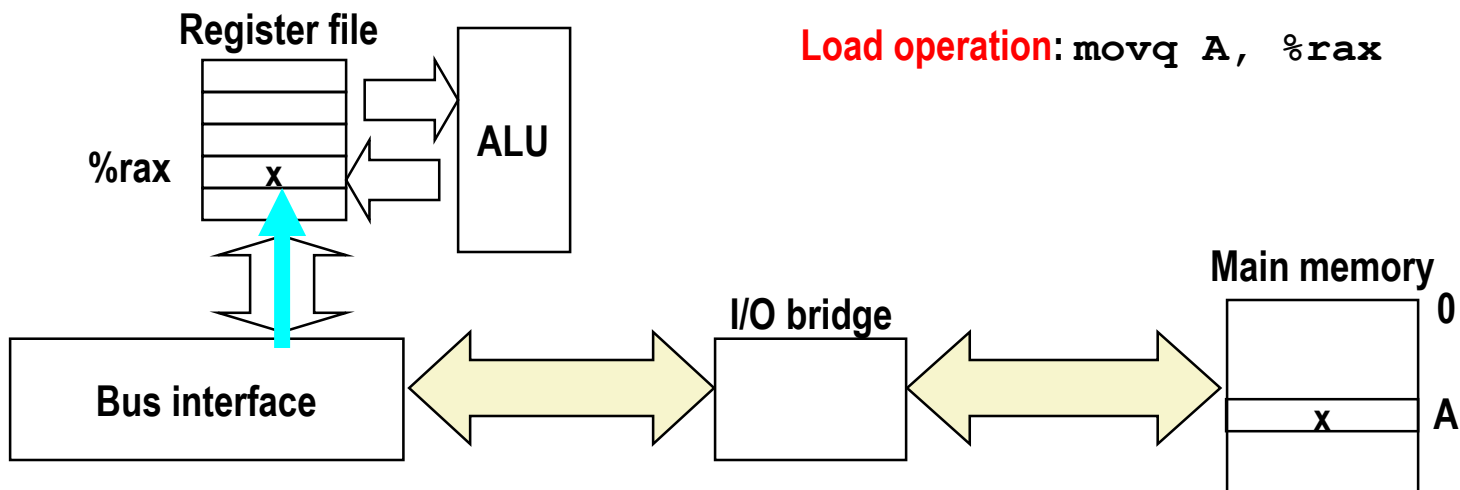 Register file
Load operation: movq A, %rax
ALU
%rax
x
Main memory
0
I/O bridge
Bus interface
x
A